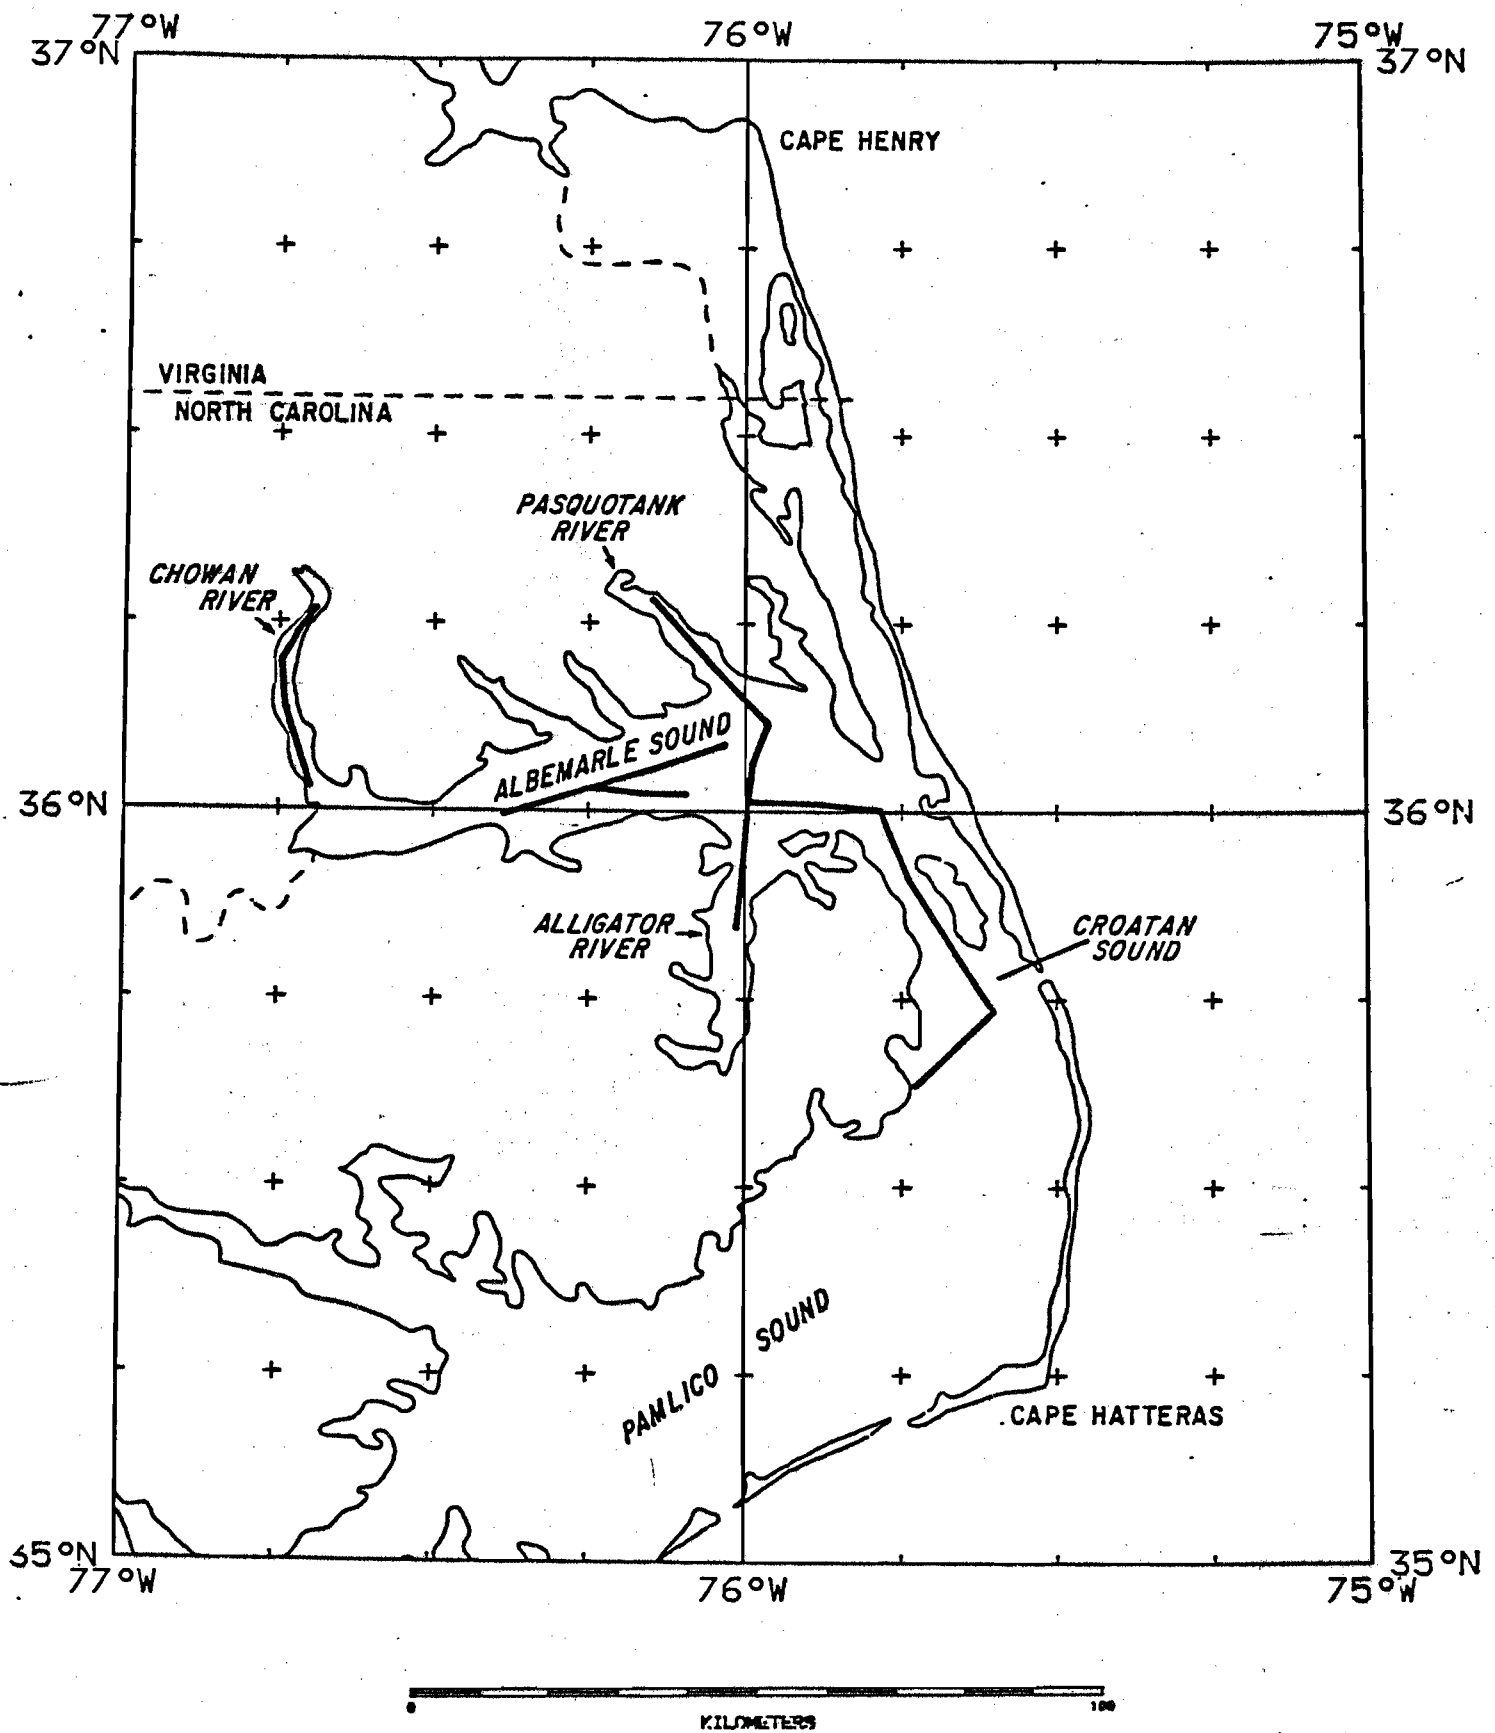 77°W 76°W 75°W
37°N 37°N
CAPE HENRY
VIRGINIA
NORTH CAROLINA
PASQUOTANK
RIVER
CHOWAN
RIVER
ALBEMARLE SOUND
36°N 36°N
ALLIGATOR
RIVER
CROATAN
SOUND
PAMLICO SOUND
.CAPE HATTERAS
35°N 35°N
77°W 76°W 75°W
0 100
KILOMETERS